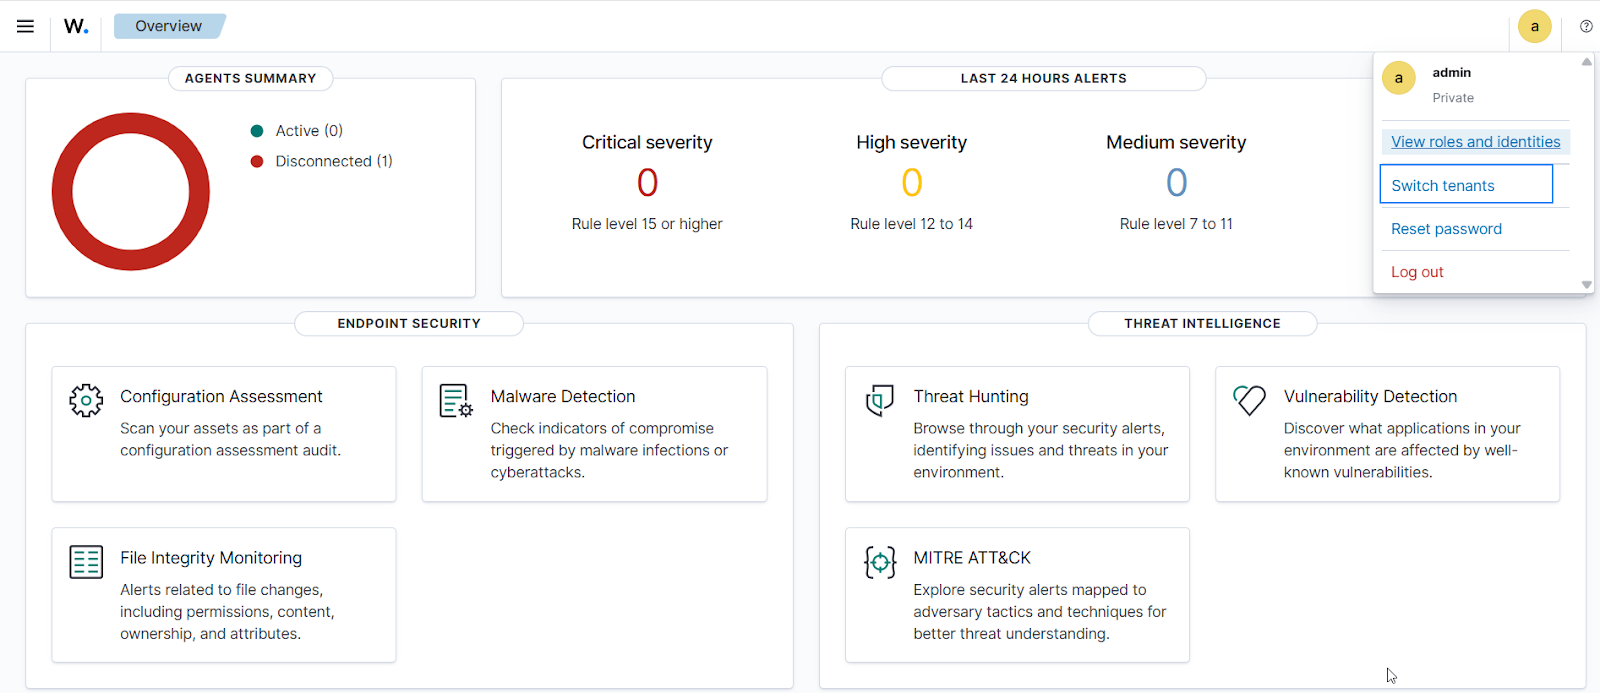 W.
Overview
a
AGENTS SUMMARY
Active (0)
Disconnected (1)
LAST 24 HOURS ALERTS
Critical severity
0
Rule level 15 or higher
High severity
0
Rule level 12 to 14
Medium severity
0
Rule level 7 to 11
a
admin
Private
View roles and identities
Switch tenants
Reset password
Log out
ENDPOINT SECURITY
Configuration Assessment
Scan your assets as part of a
configuration assessment audit.
Malware Detection
Check indicators of compromise
triggered by malware infections or
cyberattacks.
File Integrity Monitoring
Alerts related to file changes,
including permissions, content,
ownership, and attributes.
THREAT INTELLIGENCE
Threat Hunting
Browse through your security alerts,
identifying issues and threats in your
environment.
Vulnerability Detection
Discover what applications in your
environment are affected by well-
known vulnerabilities.
MITRE ATT&CK
Explore security alerts mapped to
adversary tactics and techniques for
better threat understanding.